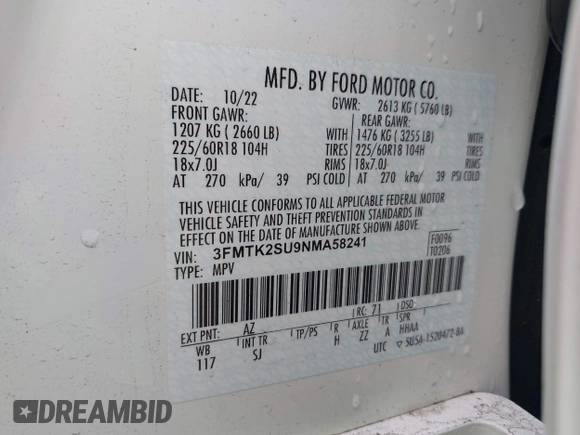 MFD. BY FORD MOTOR CO.
DATE: 10/22 GVWR: 2613 KG ( 5760 LB)
FRONT GAWR: REAR GAWR:
1207 KG ( 2660 LB) WITH 1476 KG ( 3255 LB) WITH
225/60R18 104H TIRES 225/60R18 104H TIRES
18x7.0J RIMS 18x7.0J RIMS
AT 270 kPa/ 39 PSI COLD AT 270 kPa/ 39 PSI COLD
THIS VEHICLE CONFORMS TO ALL APPLICABLE FEDERAL MOTOR
VEHICLE SAFETY AND THEFT PREVENTION STANDARDS IN
EFFECT ON THE DATE OF MANUFACTURE SHOWN ABOVE.
VIN: 3FMTK2SU9NMA58241 F0096
TYPE: MPV T0206
EXT PNT: AZ RC: 71 DSO:
WB INT TR TP/PS R AXLE TR SPR
117 SJ H ZZ A HHAA
UTC 5U5A-1520472-BA
DREAMBID